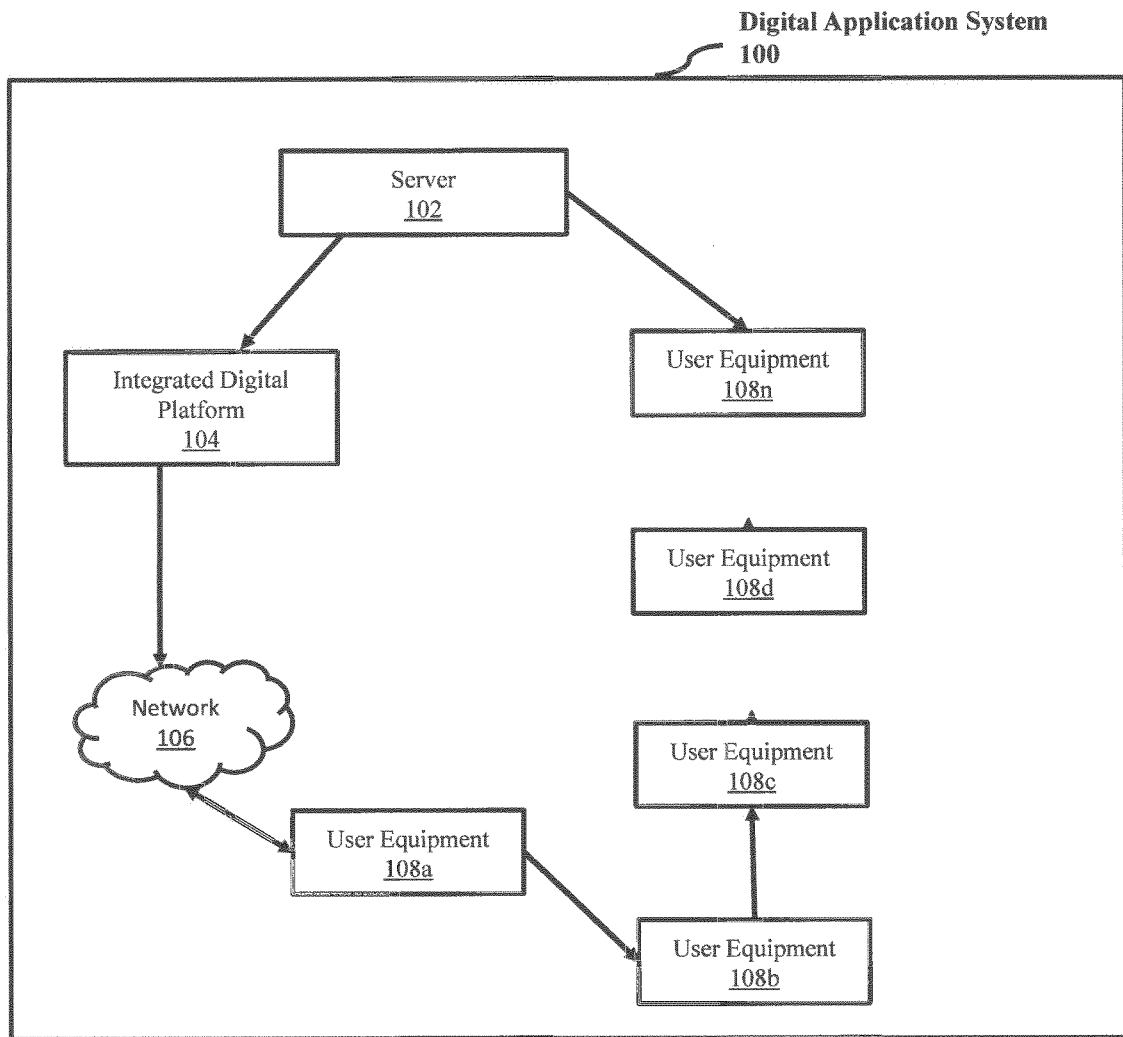 Digital Application System
100
Server
102
Integrated Digital
Platform
104
User Equipment
108n
User Equipment
108d
Network
106
User Equipment
108c
User Equipment
108a
User Equipment
108b